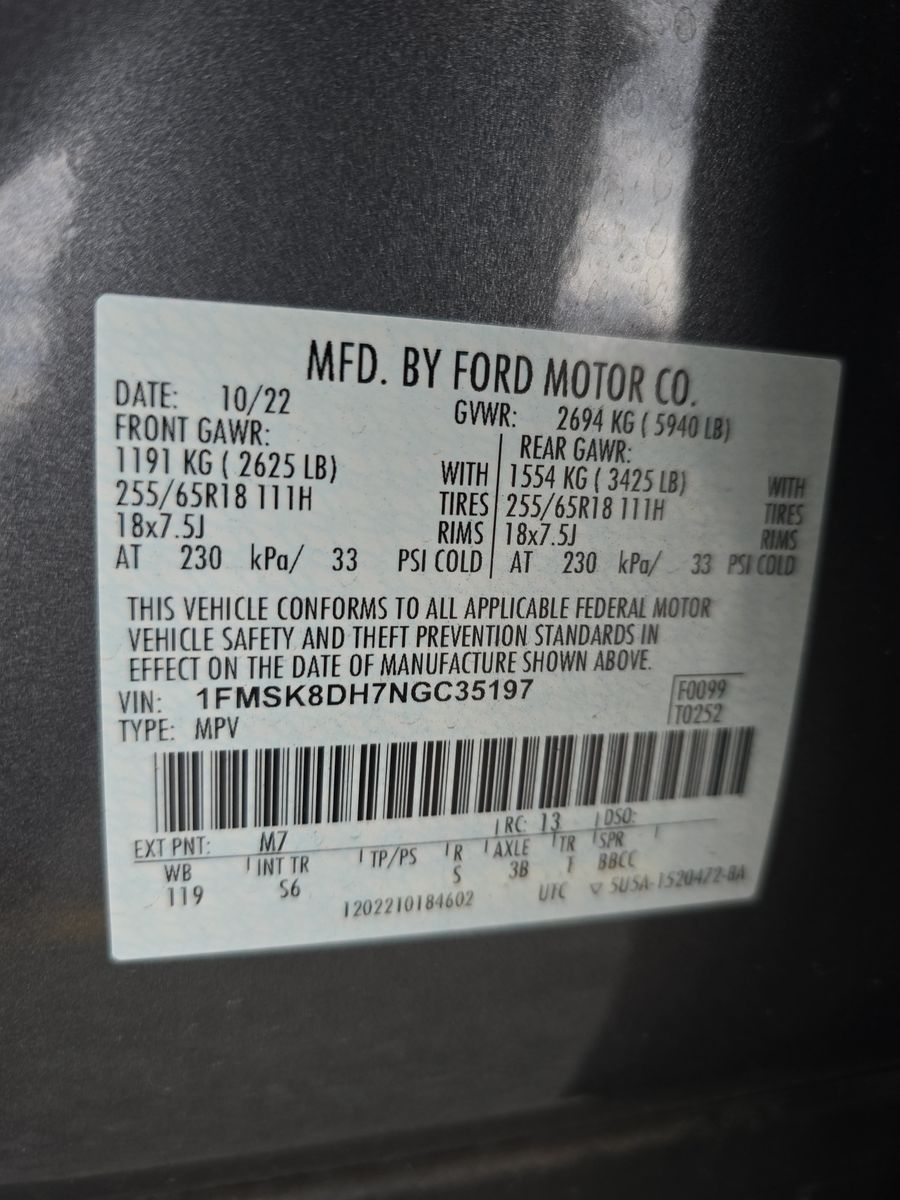 MFD. BY FORD MOTOR CO.
DATE: 10/22 GVWR: 2694 KG ( 5940 LB)
FRONT GAWR: REAR GAWR:
1191 KG ( 2625 LB) WITH 1554 KG ( 3425 LB) WITH
255/65R18 111H TIRES 255/65R18 111H TIRES
18x7.5J RIMS 18x7.5J RIMS
AT 230 kPa/ 33 PSI COLD AT 230 kPa/ 33 PSI COLD
THIS VEHICLE CONFORMS TO ALL APPLICABLE FEDERAL MOTOR
VEHICLE SAFETY AND THEFT PREVENTION STANDARDS IN
EFFECT ON THE DATE OF MANUFACTURE SHOWN ABOVE.
VIN: 1FMSK8DH7NGC35197 F0099
TYPE: MPV T0252
EXT PNT: M7 RC: 13 DSO:
WB INT TR TP/PS R AXLE TR SPR
119 S6 S 3B T BBCC
1202210184602 UTC ▽ 5U5A-1520472-BA